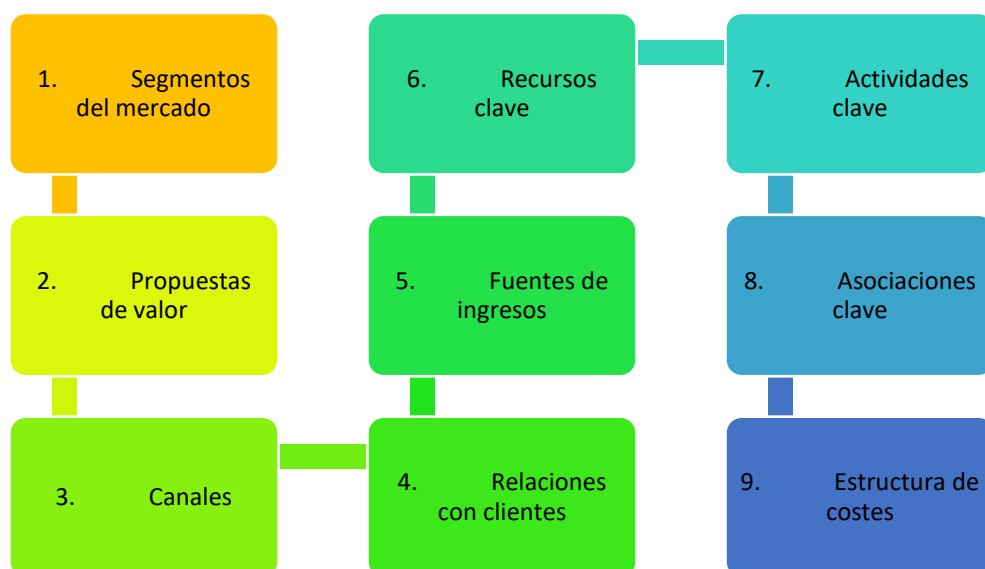 1. Segmentos
del mercado
2. Propuestas
de valor
3. Canales
4. Relaciones
con clientes
5. Fuentes de
ingresos
6. Recursos
clave
7. Actividades
clave
8. Asociaciones
clave
9. Estructura de
costes